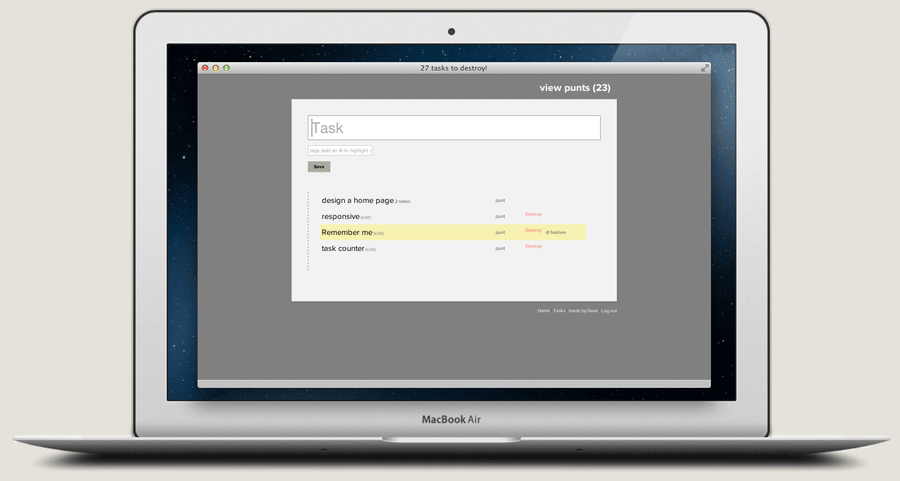 27 tasks to destroy!
view punts (23)
Task
tags (add an @ to highlight
Save
design a home page 2 notes punt
responsive (edit) punt Destroy
Remember me (edit) punt Destroy @ feature
task counter (edit) punt Destroy
Home Tasks made by Dave Log out
MacBook Air